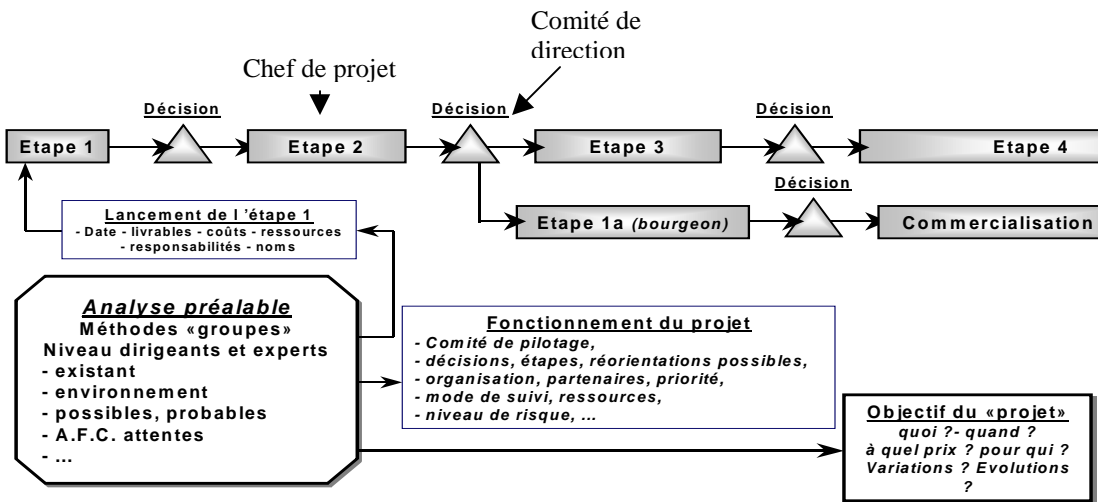 Comité de
direction
Chef de projet
Décision
Décision
Décision
Etape 1
Etape 2
Etape 3
Etape 4
Décision
Etape 1a (bourgeon)
Commercialisation
Lancement de l 'étape 1
- Date - livrables - coûts - ressources
- responsabilités - noms
Analyse préalable
Méthodes «groupes»
Niveau dirigeants et experts
- existant
- environnement
- possibles, probables
- A.F.C. attentes
- ...
Fonctionnement du projet
- Comité de pilotage,
- décisions, étapes, réorientations possibles,
- organisation, partenaires, priorité,
- mode de suivi, ressources,
- niveau de risque, ...
Objectif du «projet»
quoi ?- quand ?
à quel prix ? pour qui ?
Variations ? Evolutions
?